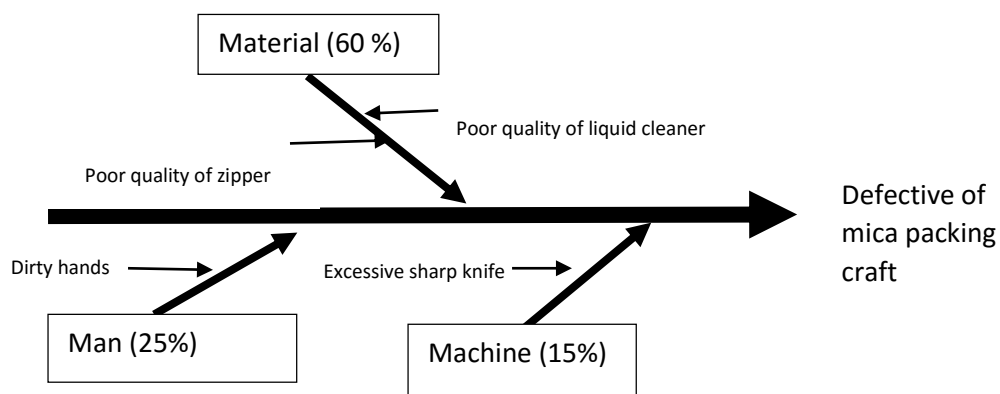 Material (60 %)
Poor quality of liquid cleaner
Poor quality of zipper
Defective of
mica packing
craft
Dirty hands
Excessive sharp knife
Man (25%)
Machine (15%)